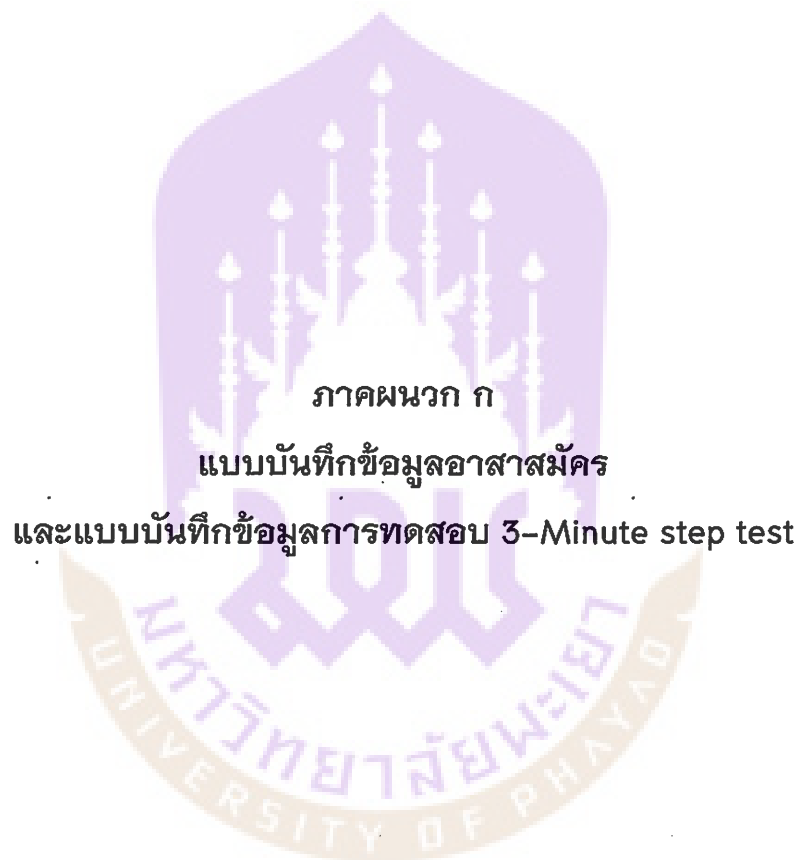 ภาคผนวก ก
แบบบันทึกข้อมูลอาสาสมัคร
และแบบบันทึกข้อมูลการทดสอบ 3-Minute step test
มหาวิทยาลัยพะเยา
UNIVERSITY OF PHAYAO